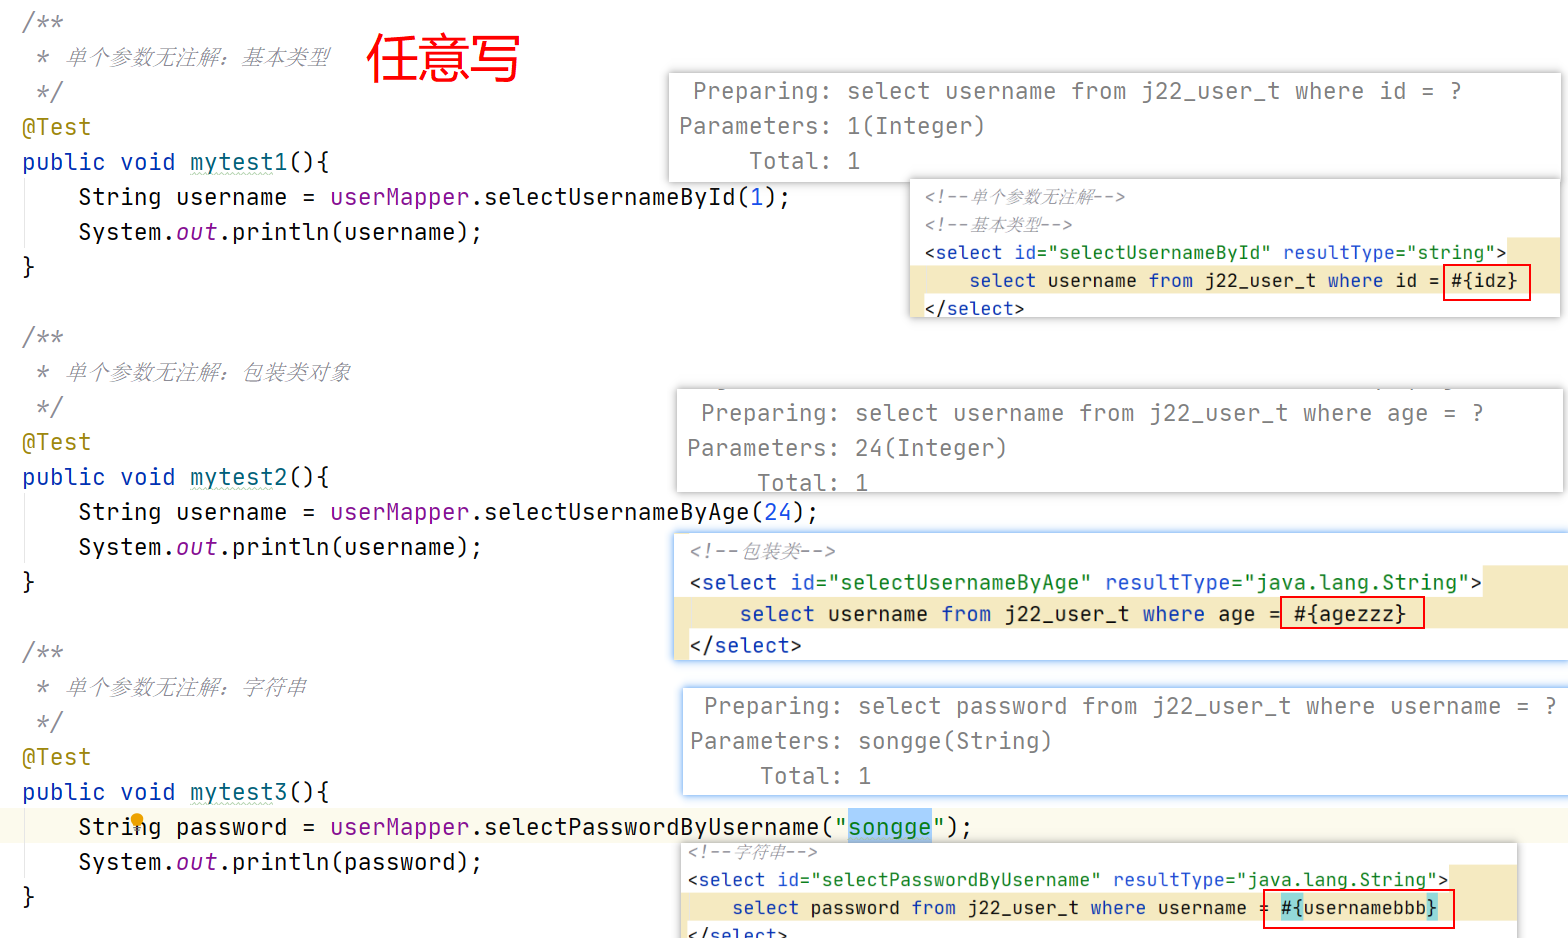 /**
* 单个参数无注解：基本类型
任意写
*/
@Test
public void mytest1(){
String username = userMapper.selectUsernameById(1);
System.out.println(username);
}
Preparing: select username from j22_user_t where id = ?
Parameters: 1(Integer)
Total: 1
<!--单个参数无注解-->
<!--基本类型-->
<select id="selectUsernameById" resultType="string">
select username from j22_user_t where id = #{idz}
</select>
/**
* 单个参数无注解：包装类对象
*/
@Test
public void mytest2(){
String username = userMapper.selectUsernameByAge(24);
System.out.println(username);
}
Preparing: select username from j22_user_t where age = ?
Parameters: 24(Integer)
Total: 1
<!--包装类-->
<select id="selectUsernameByAge" resultType="java.lang.String">
select username from j22_user_t where age = #{agezzz}
</select>
/**
* 单个参数无注解：字符串
*/
@Test
public void mytest3(){
String password = userMapper.selectPasswordByUsername("songge");
System.out.println(password);
}
Preparing: select password from j22_user_t where username = ?
Parameters: songge(String)
Total: 1
<!--字符串-->
<select id="selectPasswordByUsername" resultType="java.lang.String">
select password from j22_user_t where username = #{usernamebbb}
</select>